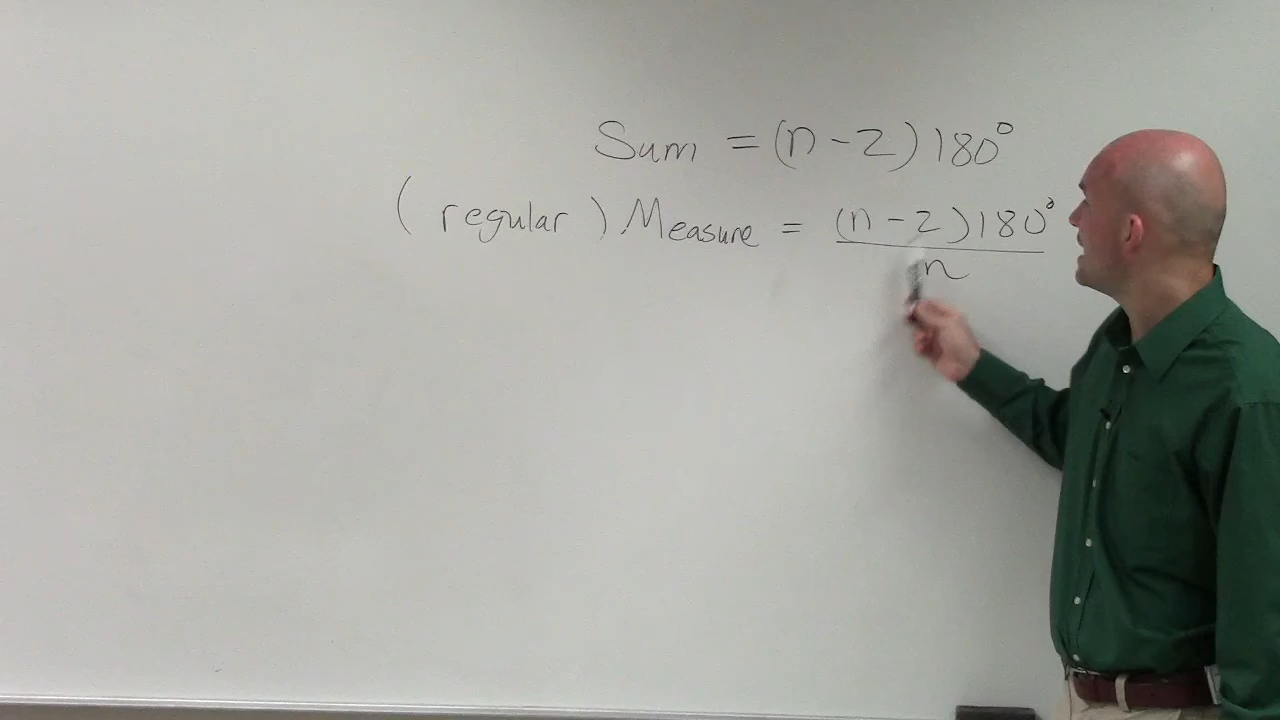 Sum = (n-2)180°
(regular) Measure = (n-2)180°
n